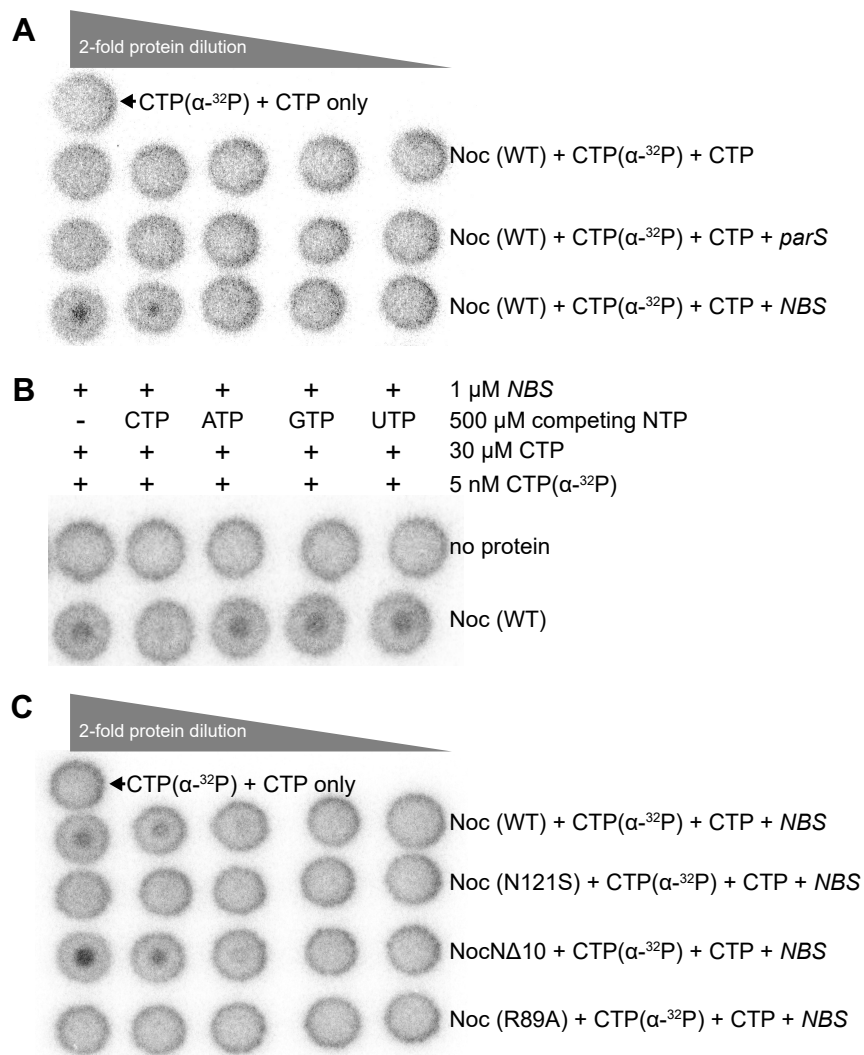 A
2-fold protein dilution
CTP(α-³²P) + CTP only
Noc (WT) + CTP(α-³²P) + CTP
Noc (WT) + CTP(α-³²P) + CTP + parS
Noc (WT) + CTP(α-³²P) + CTP + NBS
B
+ + + + + 1 µM NBS
- CTP ATP GTP UTP 500 µM competing NTP
+ + + + + 30 µM CTP
+ + + + + 5 nM CTP(α-³²P)
no protein
Noc (WT)
C
2-fold protein dilution
CTP(α-³²P) + CTP only
Noc (WT) + CTP(α-³²P) + CTP + NBS
Noc (N121S) + CTP(α-³²P) + CTP + NBS
NocNΔ10 + CTP(α-³²P) + CTP + NBS
Noc (R89A) + CTP(α-³²P) + CTP + NBS